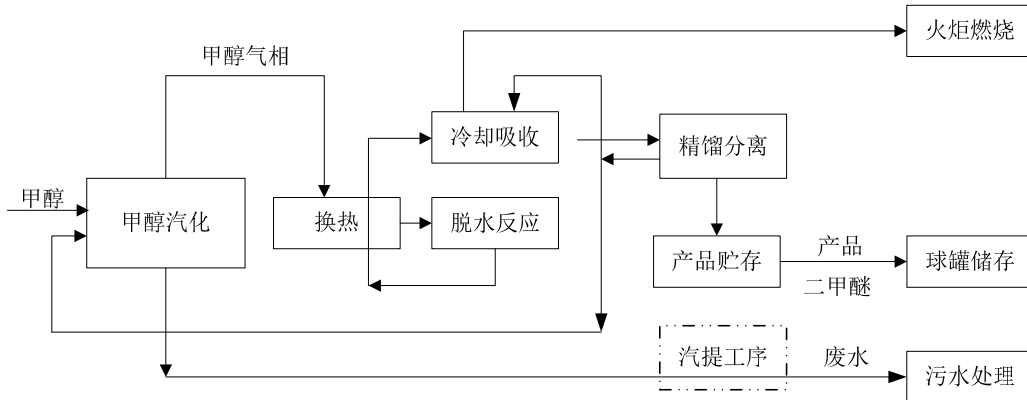 火炬燃烧
甲醇气相
冷却吸收
精馏分离
甲醇
甲醇汽化
换热
脱水反应
产品贮存
产品
二甲醚
球罐储存
汽提工序
废水
污水处理